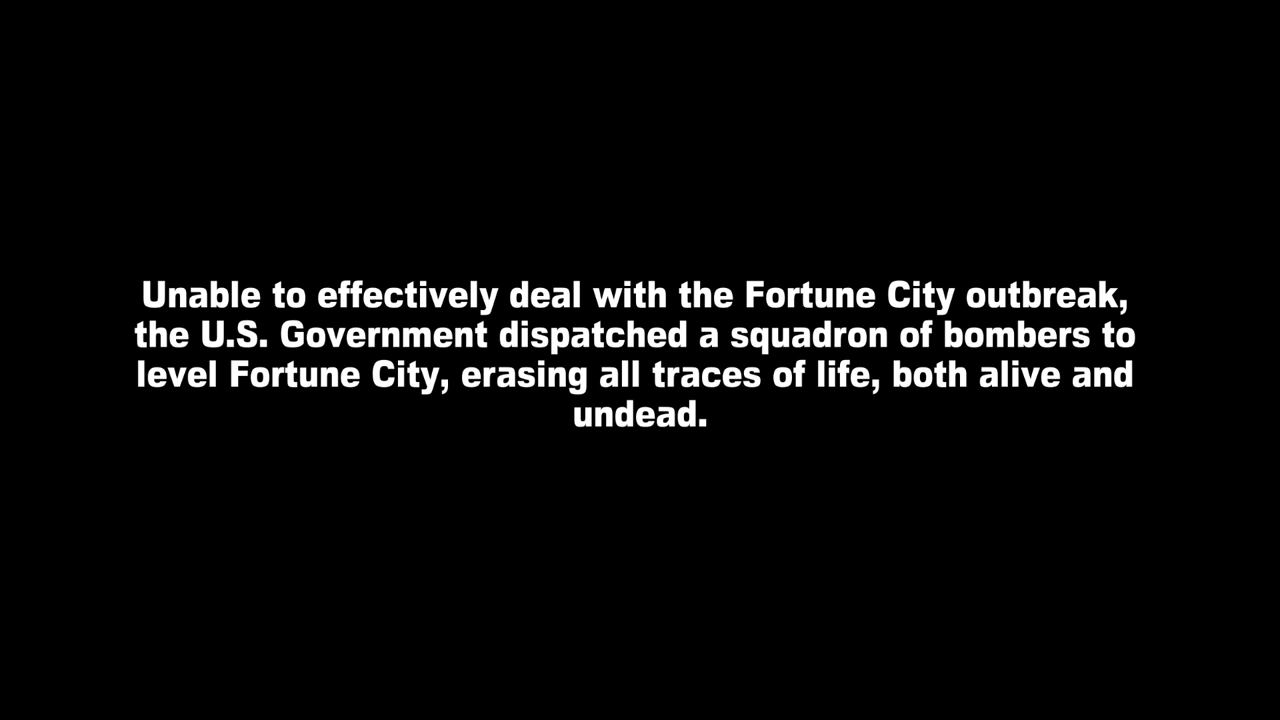 Unable to effectively deal with the Fortune City outbreak,
the U.S. Government dispatched a squadron of bombers to
level Fortune City, erasing all traces of life, both alive and
undead.